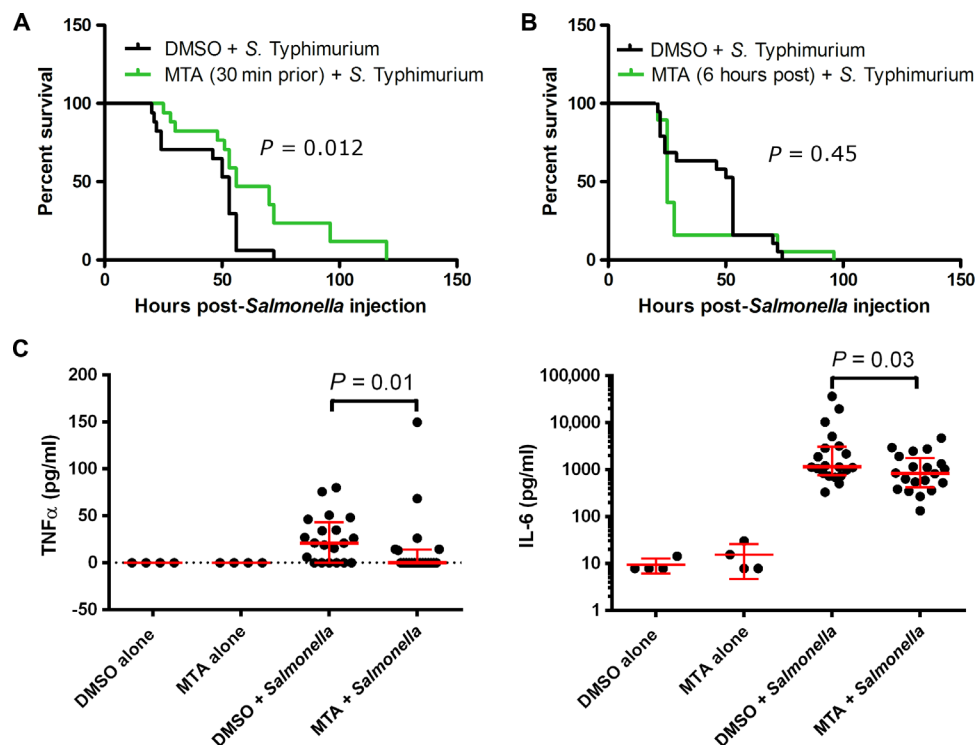 A
150
100
50
0
Percent survival
DMSO + S. Typhimurium
MTA (30 min prior) + S. Typhimurium
P = 0.012
0 50 100 150
Hours post-Salmonella injection
B
150
100
50
0
Percent survival
DMSO + S. Typhimurium
MTA (6 hours post) + S. Typhimurium
P = 0.45
0 50 100 150
Hours post-Salmonella injection
C
200
150
100
50
0
-50
TNFα (pg/ml)
P = 0.01
DMSO alone
MTA alone
DMSO + Salmonella
MTA + Salmonella
100,000
10,000
1000
100
10
1
IL-6 (pg/ml)
P = 0.03
DMSO alone
MTA alone
DMSO + Salmonella
MTA + Salmonella